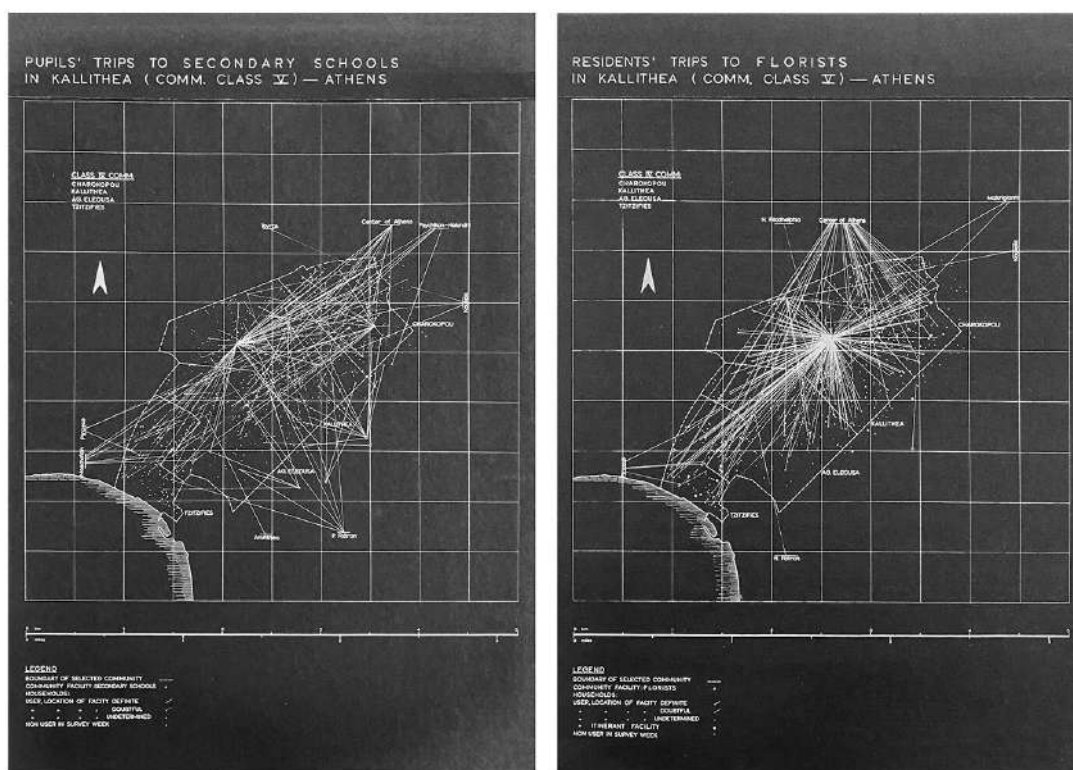 PUPILS' TRIPS TO SECONDARY SCHOOLS
IN KALLITHEA (COMM. CLASS V) — ATHENS
CLASS IV COMM.
CHAROKOPOU
KALLITHEA
AG. ELEOUSA
TZITZIFIES
Center of Athens
CHAROKOPOU
KALLITHEA
AG. ELEOUSA
TZITZIFIES
P. Faliron
LEGEND
BOUNDARY OF SELECTED COMMUNITY
COMMUNITY FACILITY: SECONDARY SCHOOLS
HOUSEHOLDS:
USER, LOCATION OF FACITY DEFINITE
" " " " DOUBTFUL
" " " " UNDETERMINED
NON USER IN SURVEY WEEK
RESIDENTS' TRIPS TO FLORISTS
IN KALLITHEA (COMM. CLASS V) — ATHENS
CLASS IV COMM.
CHAROKOPOU
KALLITHEA
AG. ELEOUSA
TZITZIFIES
Center of Athens
CHAROKOPOU
KALLITHEA
AG. ELEOUSA
TZITZIFIES
LEGEND
BOUNDARY OF SELECTED COMMUNITY
COMMUNITY FACILITY: FLORISTS
HOUSEHOLDS:
USER, LOCATION OF FACITY DEFINITE
" " " " DOUBTFUL
" " " " UNDETERMINED
" ITINERANT FACILITY
NON USER IN SURVEY WEEK